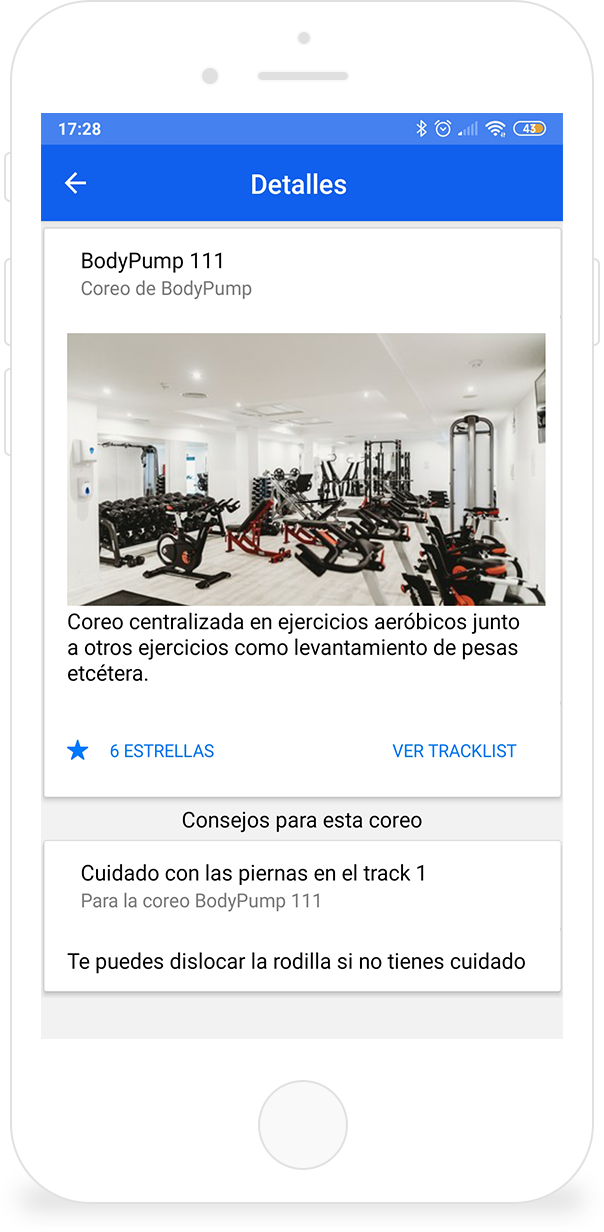 17:28
43
Detalles
BodyPump 111
Coreo de BodyPump
Coreo centralizada en ejercicios aeróbicos junto
a otros ejercicios como levantamiento de pesas
etcétera.
6 ESTRELLAS
VER TRACKLIST
Consejos para esta coreo
Cuidado con las piernas en el track 1
Para la coreo BodyPump 111
Te puedes dislocar la rodilla si no tienes cuidado